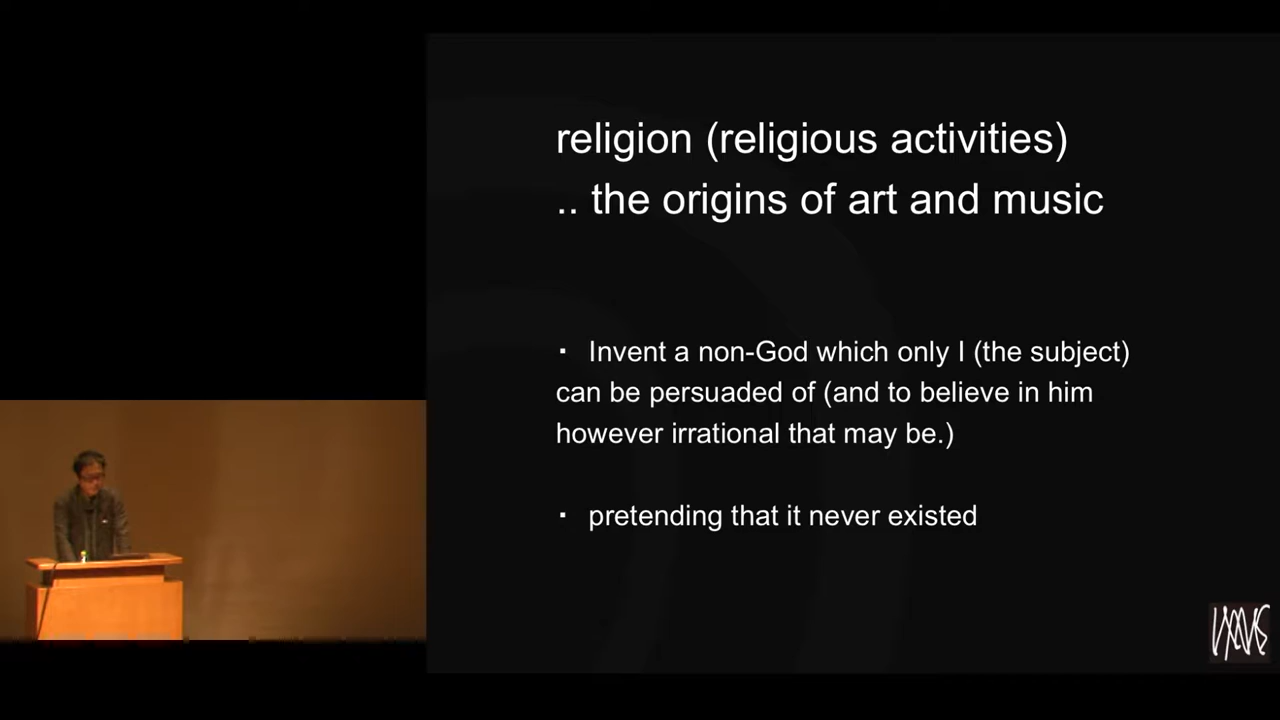 religion (religious activities)
.. the origins of art and music
・ Invent a non-God which only I (the subject)
can be persuaded of (and to believe in him
however irrational that may be.)
・ pretending that it never existed